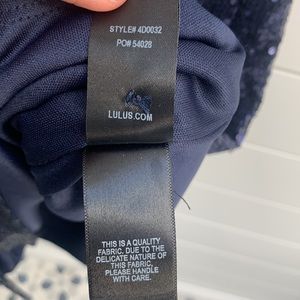 STYLE# 4D0032
PO# 54028
LULUS.COM
THIS IS A QUALITY
FABRIC. DUE TO THE
DELICATE NATURE OF
THIS FABRIC,
PLEASE HANDLE
WITH CARE.